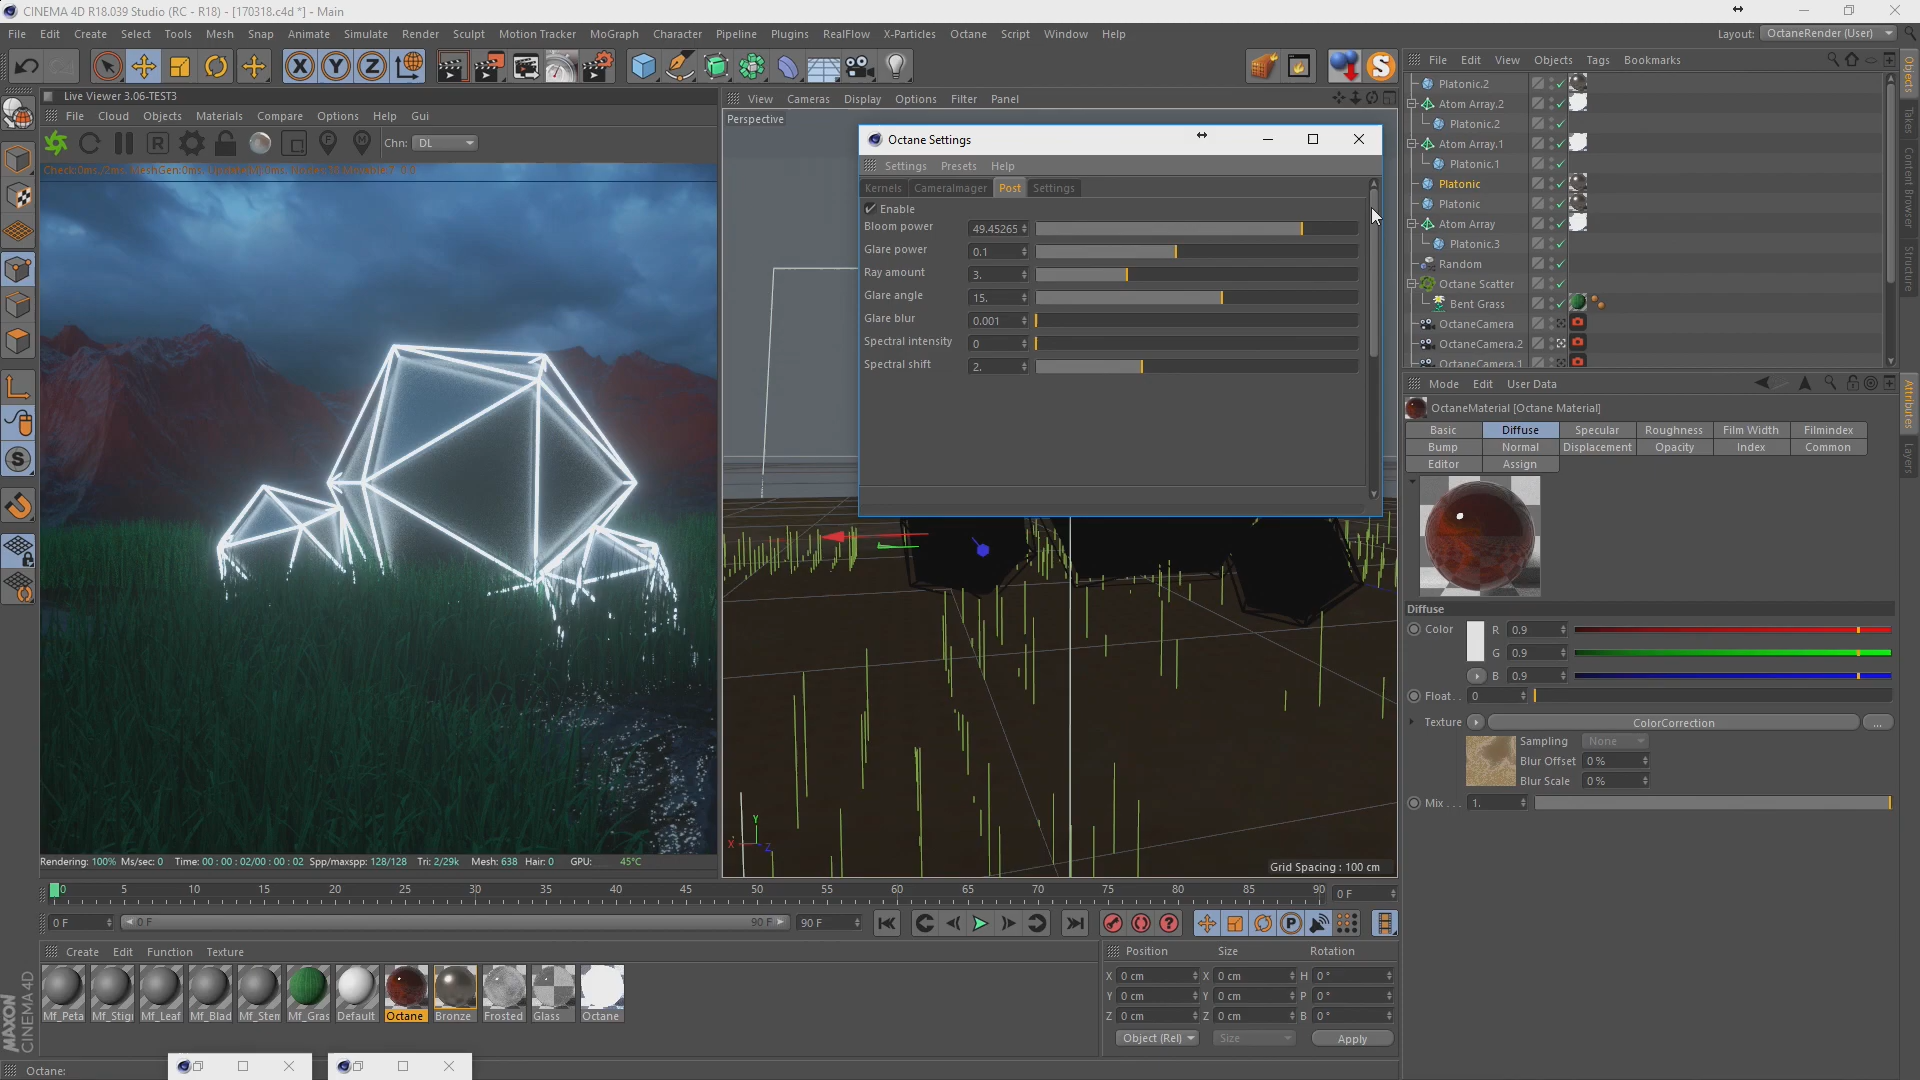 CINEMA 4D R18.039 Studio (RC - R18) - [170318.c4d *] - Main
File Edit Create Select Tools Mesh Snap Animate Simulate Render Sculpt Motion Tracker MoGraph Character Pipeline Plugins RealFlow X-Particles Octane Script Window Help
Layout: OctaneRender (User)
Live Viewer 3.06-TEST3
File Cloud Objects Materials Compare Options Help Gui
Chn: DL
View Cameras Display Options Filter Panel
Perspective
Octane Settings
Settings Presets Help
Kernels CameraImager Post Settings
Enable
Bloom power 49.45265
Glare power 0.1
Ray amount 3.
Glare angle 15.
Glare blur 0.001
Spectral intensity 0
Spectral shift 2.
Grid Spacing : 100 cm
Y
X
Z
Rendering: 100% Ms/sec: 0 Time: 00 : 00 : 02/00 : 00 : 02 Spp/maxspp: 128/128 Tri: 2/29k Mesh: 638 Hair: 0 GPU: 45°C
File Edit View Objects Tags Bookmarks
Platonic.2
Atom Array.2
Platonic.2
Atom Array.1
Platonic.1
Platonic
Platonic
Atom Array
Platonic.3
Random
Octane Scatter
Bent Grass
OctaneCamera
OctaneCamera.2
OctaneCamera.1
Objects
Takes
Content Browser
Structure
Attributes
Layers
Mode Edit User Data
OctaneMaterial [Octane Material]
Basic Diffuse Specular Roughness Film Width Filmindex
Bump Normal Displacement Opacity Index Common
Editor Assign
Diffuse
Color R 0.9
G 0.9
B 0.9
Float . . 0
Texture ColorCorrection ...
Sampling None
Blur Offset 0 %
Blur Scale 0 %
Mix . . . 1.
0 5 10 15 20 25 30 35 40 45 50 55 60 65 70 75 80 85 90 0 F
0 F 0 F 90 F 90 F
Create Edit Function Texture
Mf_Peta Mf_Stigi Mf_Leaf Mf_Blad Mf_Stem Mf_Gras Default Octane Bronze Frosted Glass Octane
Position Size Rotation
X 0 cm X 0 cm H 0 °
Y 0 cm Y 0 cm P 0 °
Z 0 cm Z 0 cm B 0 °
Object (Rel) Size Apply
MAXON
CINEMA 4D
Octane: